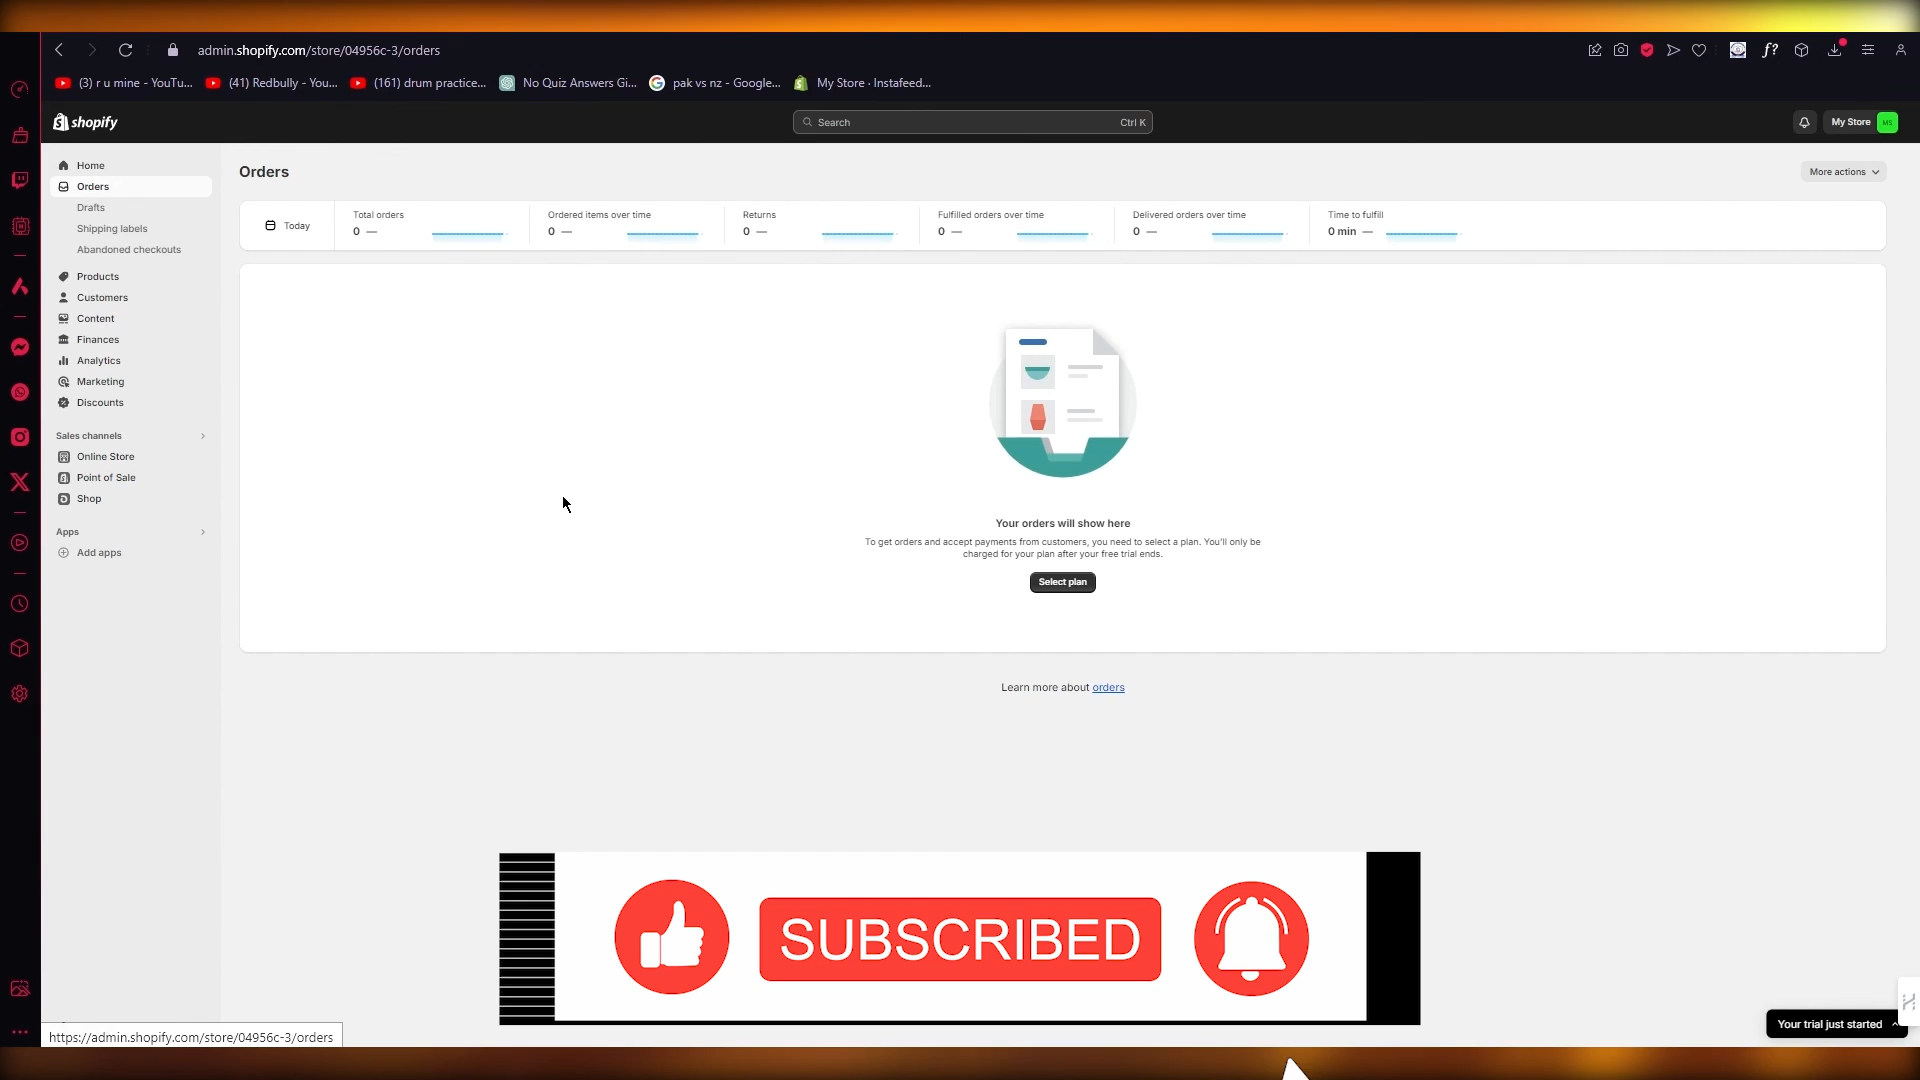 admin.shopify.com/store/04956c-3/orders
(3) r u mine - YouTu...
(41) Redbully - You...
(161) drum practice...
No Quiz Answers Gi...
pak vs nz - Google...
My Store · Instafeed...
f?
shopify
Search
Ctrl K
My Store
MS
Home
Orders
Drafts
Shipping labels
Abandoned checkouts
Products
Customers
Content
Finances
Analytics
Marketing
Discounts
Sales channels
Online Store
Point of Sale
Shop
Apps
Add apps
Orders
More actions
Today
Total orders
0 —
Ordered items over time
0 —
Returns
0 —
Fulfilled orders over time
0 —
Delivered orders over time
0 —
Time to fulfill
0 min —
Your orders will show here
To get orders and accept payments from customers, you need to select a plan. You'll only be
charged for your plan after your free trial ends.
Select plan
Learn more about orders
SUBSCRIBED
Your trial just started
https://admin.shopify.com/store/04956c-3/orders